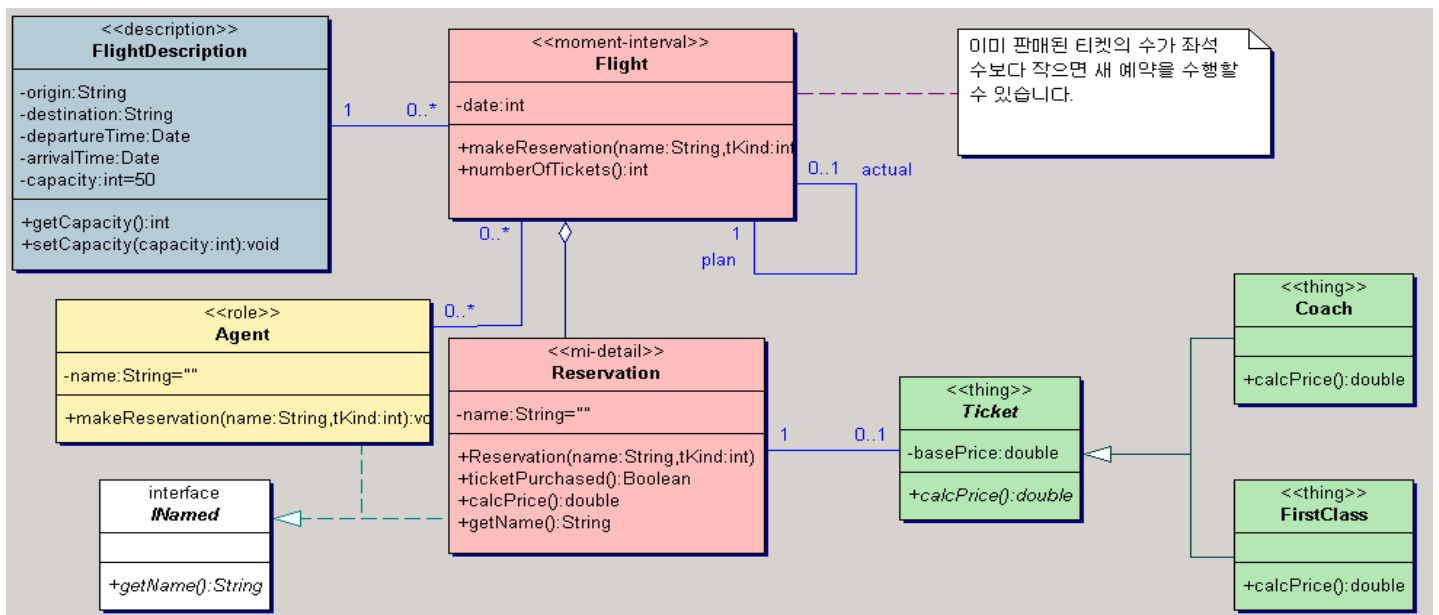 <<description>>
FlightDescription
-origin:String
-destination:String
-departureTime:Date
-arrivalTime:Date
-capacity:int=50
+getCapacity():int
+setCapacity(capacity:int):void
1
0..*
<<moment-interval>>
Flight
-date:int
+makeReservation(name:String,tKind:int
+numberOfTickets():int
이미 판매된 티켓의 수가 좌석
수보다 작으면 새 예약을 수행할
수 있습니다.
0..1
actual
1
plan
0..*
0..*
<<role>>
Agent
-name:String=""
+makeReservation(name:String,tKind:int):vo
<<mi-detail>>
Reservation
-name:String=""
+Reservation(name:String,tKind:int)
+ticketPurchased():Boolean
+calcPrice():double
+getName():String
1
0..1
<<thing>>
Ticket
-basePrice:double
+calcPrice():double
<<thing>>
Coach
+calcPrice():double
<<thing>>
FirstClass
+calcPrice():double
interface
INamed
+getName():String